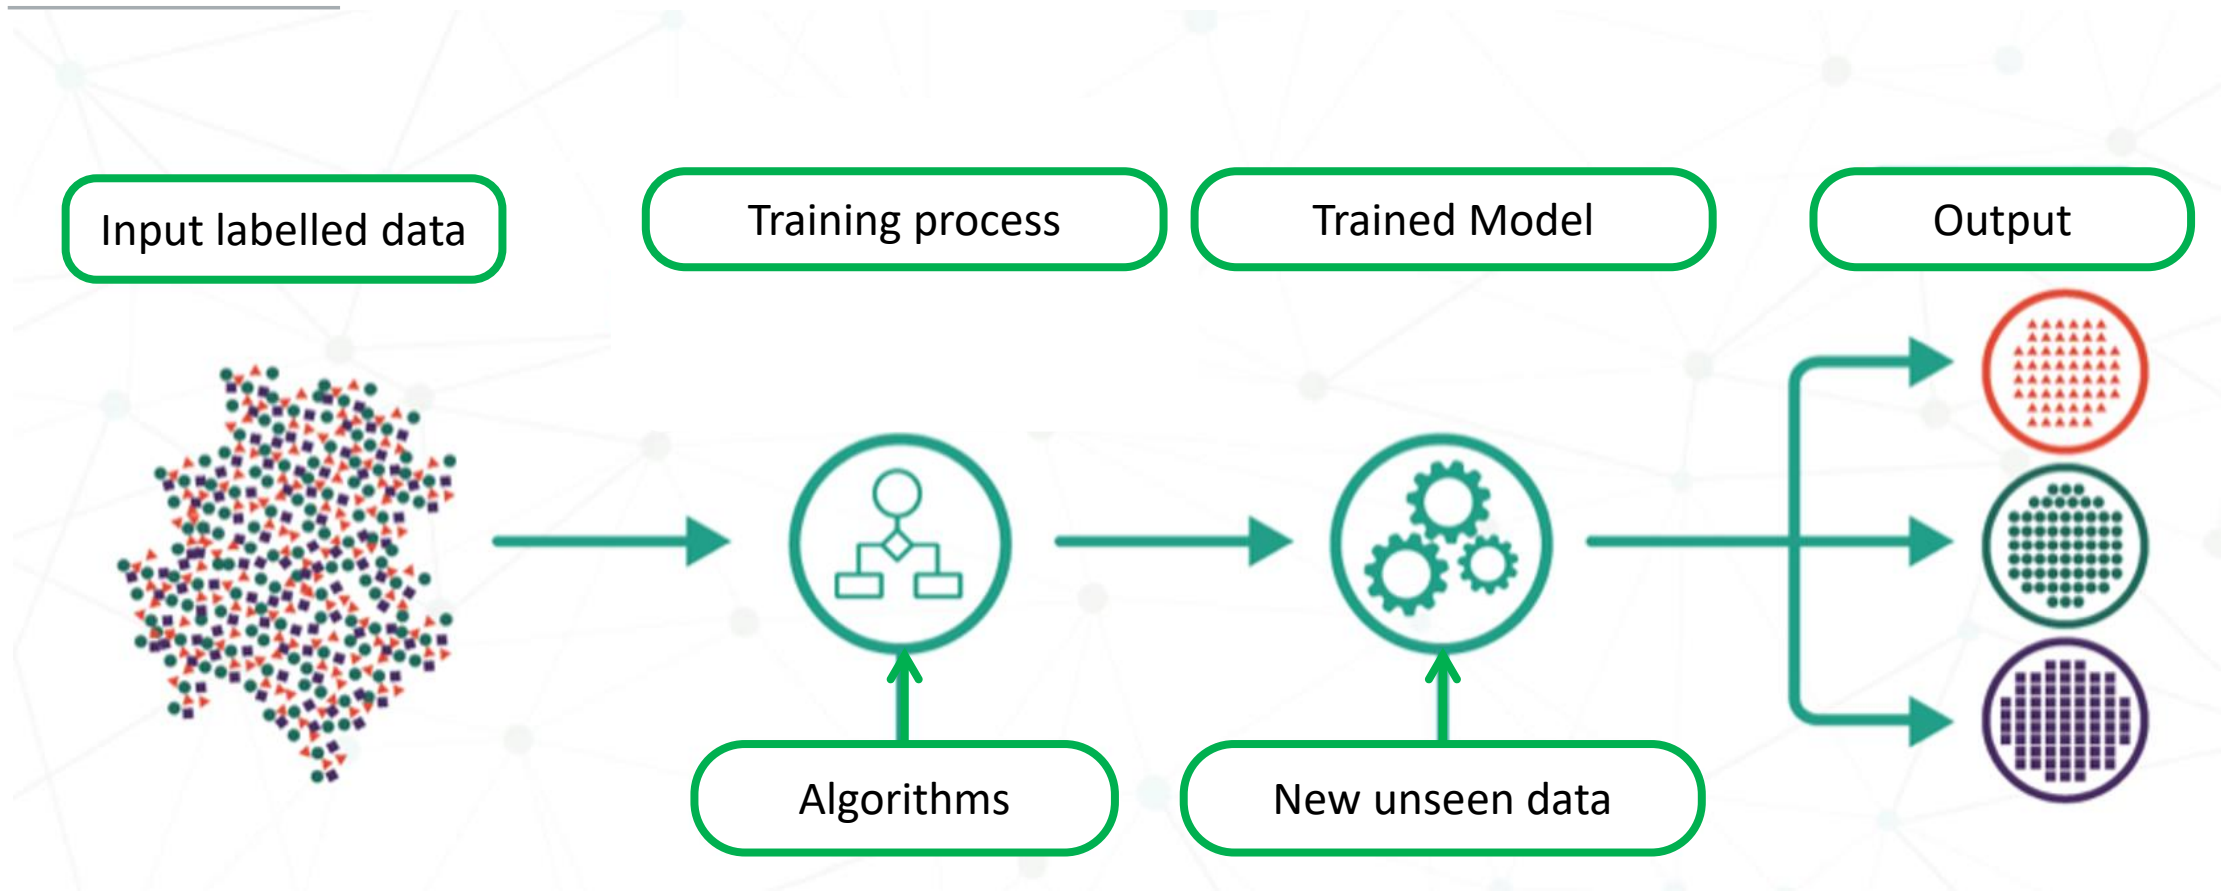 Input labelled data
Training process
Trained Model
Output
Algorithms
New unseen data